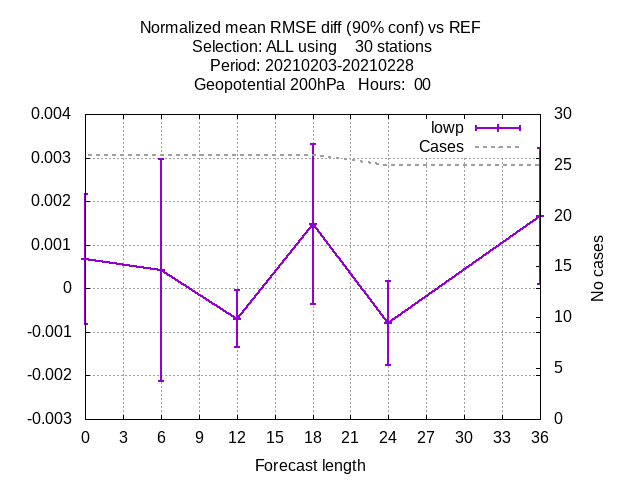 Normalized mean RMSE diff (90% conf) vs REF
Selection: ALL using    30 stations
Period: 20210203-20210228
Geopotential 200hPa   Hours:  00
0.004
0.003
0.002
0.001
0
-0.001
-0.002
-0.003
lowp
Cases
30
25
20
15
10
5
0
No cases
0 3 6 9 12 15 18 21 24 27 30 33 36
Forecast length